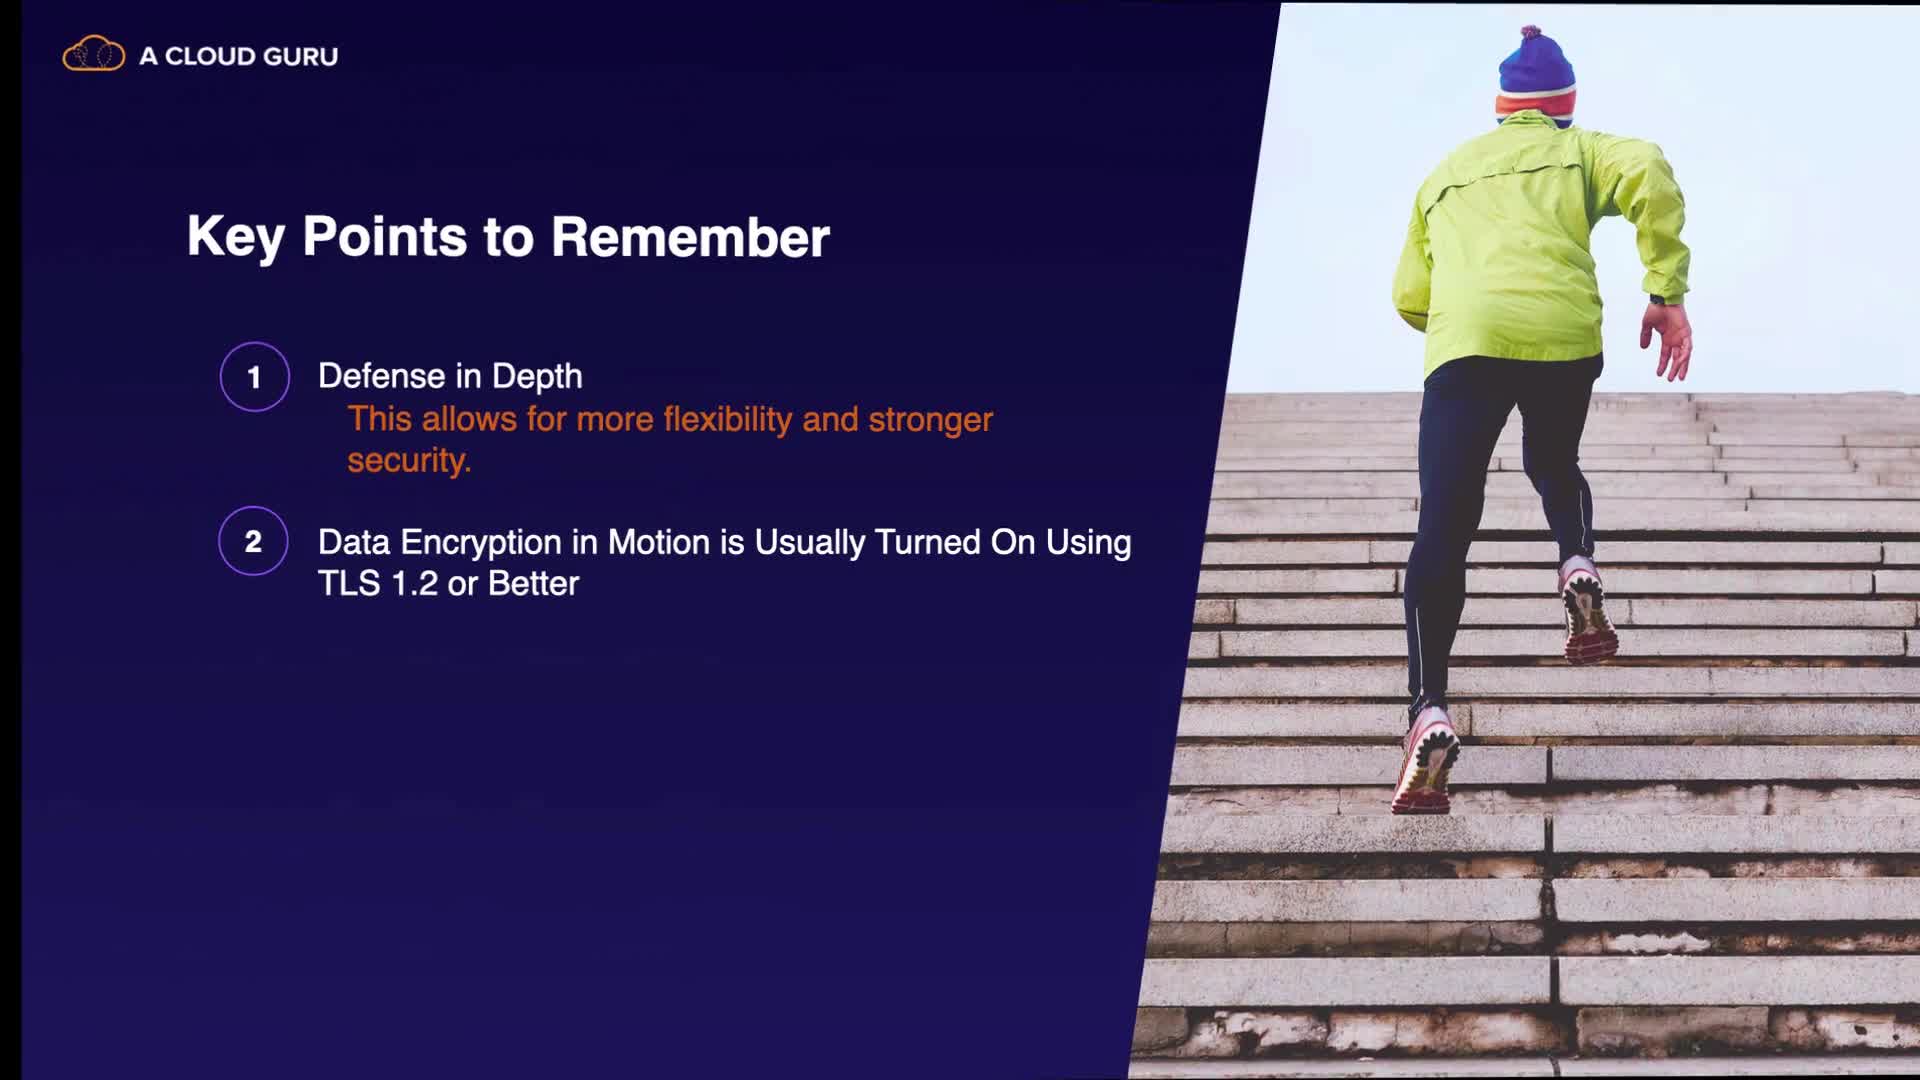 A CLOUD GURU
Key Points to Remember
1
Defense in Depth
This allows for more flexibility and stronger
security.
2
Data Encryption in Motion is Usually Turned On Using
TLS 1.2 or Better